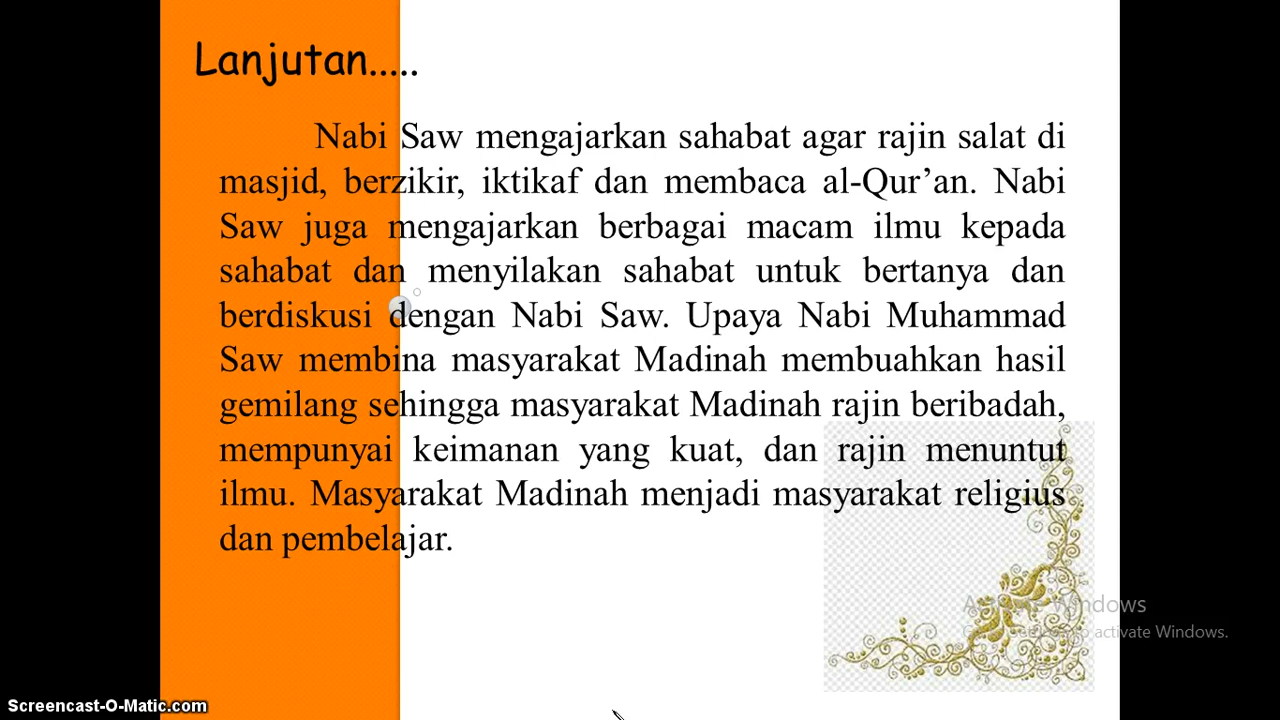 Lanjutan.....
Nabi Saw mengajarkan sahabat agar rajin salat di
masjid, berzikir, iktikaf dan membaca al-Qur’an. Nabi
Saw juga mengajarkan berbagai macam ilmu kepada
sahabat dan menyilakan sahabat untuk bertanya dan
berdiskusi dengan Nabi Saw. Upaya Nabi Muhammad
Saw membina masyarakat Madinah membuahkan hasil
gemilang sehingga masyarakat Madinah rajin beribadah,
mempunyai keimanan yang kuat, dan rajin menuntut
ilmu. Masyarakat Madinah menjadi masyarakat religius
dan pembelajar.
Windows
to activate Windows.
Screencast-O-Matic.com